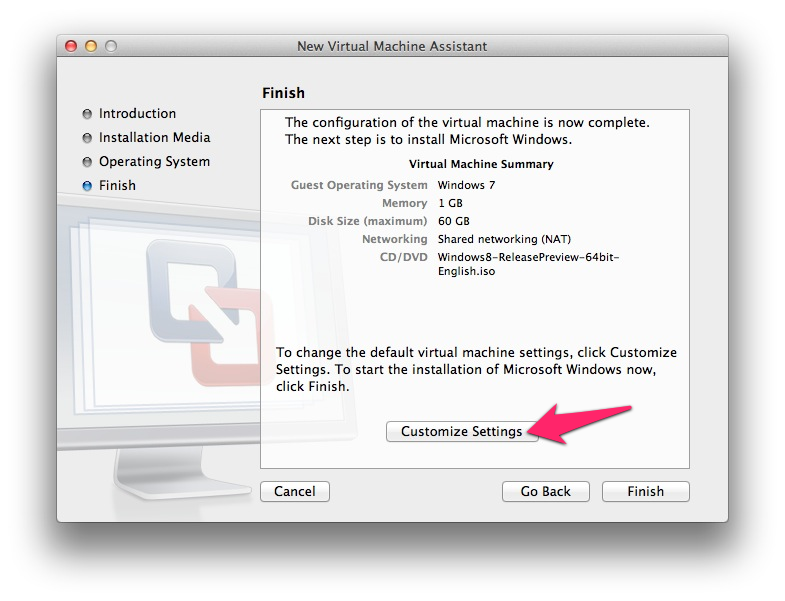 New Virtual Machine Assistant
Finish
Introduction
Installation Media
Operating System
Finish
The configuration of the virtual machine is now complete.
The next step is to install Microsoft Windows.
Virtual Machine Summary
Guest Operating System Windows 7
Memory 1 GB
Disk Size (maximum) 60 GB
Networking Shared networking (NAT)
CD/DVD Windows8-ReleasePreview-64bit-
English.iso
To change the default virtual machine settings, click Customize
Settings. To start the installation of Microsoft Windows now,
click Finish.
Customize Settings
Cancel Go Back Finish